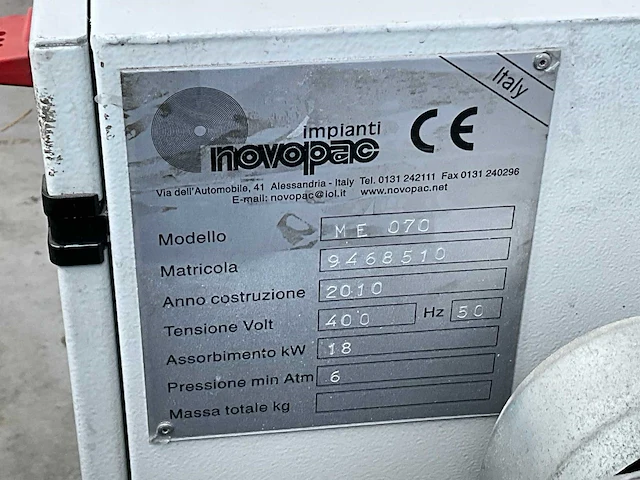 Italy
impianti
novopac
CE
Via dell'Automobile, 41 Alessandria - Italy Tel. 0131 242111 Fax 0131 240296
E-mail: novopac@iol.it www.novopac.net
Modello ME 070
Matricola 9468510
Anno costruzione 2010
Tensione Volt 400 Hz 50
Assorbimento kW 18
Pressione min Atm 6
Massa totale kg